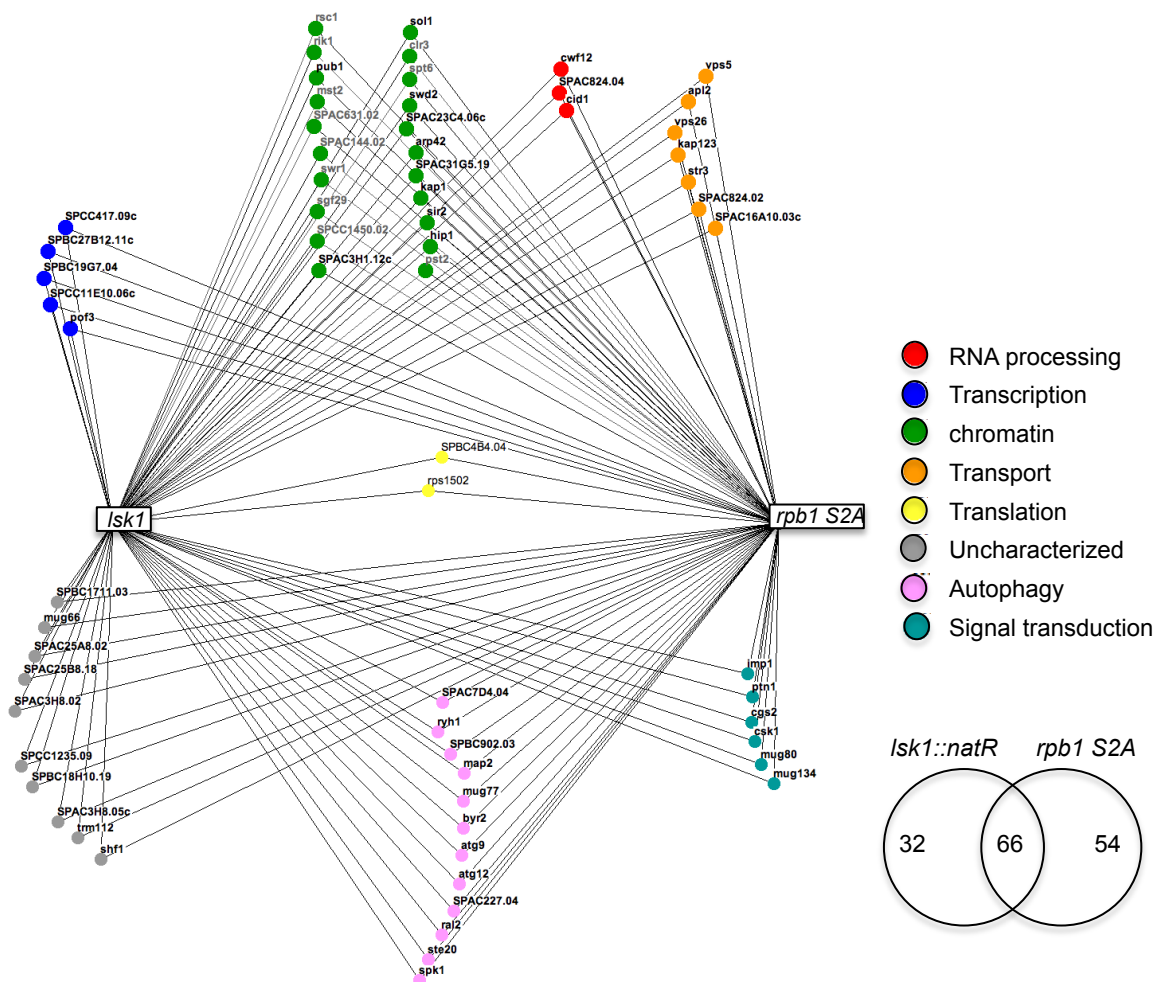 rsc1
rik1
pub1
mst2
SPAC631.02
SPAC144.02
swr1
sgf29
SPCC1450.02
SPAC3H1.12c
sol1
clr3
spt6
swd2
SPAC23C4.06c
arp42
SPAC31G5.19
kap1
sir2
hip1
pst2
cwf12
SPAC824.04
cid1
vps5
apl2
vps26
kap123
str3
SPAC824.02
SPAC16A10.03c
SPCC417.09c
SPBC27B12.11c
SPBC19G7.04
SPCC11E10.06c
pof3
SPBC4B4.04
rps1502
lsk1
rpb1 S2A
SPBC1711.03
mug66
SPAC25A8.02
SPAC25B8.18
SPAC3H8.02
SPCC1235.09
SPBC18H10.19
SPAC3H8.05c
trm112
shf1
SPAC7D4.04
ryh1
SPBC902.03
map2
mug77
byr2
atg9
atg12
SPAC227.04
ral2
ste20
spk1
imp1
ptn1
cgs2
csk1
mug80
mug134
RNA processing
Transcription
chromatin
Transport
Translation
Uncharacterized
Autophagy
Signal transduction
lsk1::natR rpb1 S2A
32 66 54